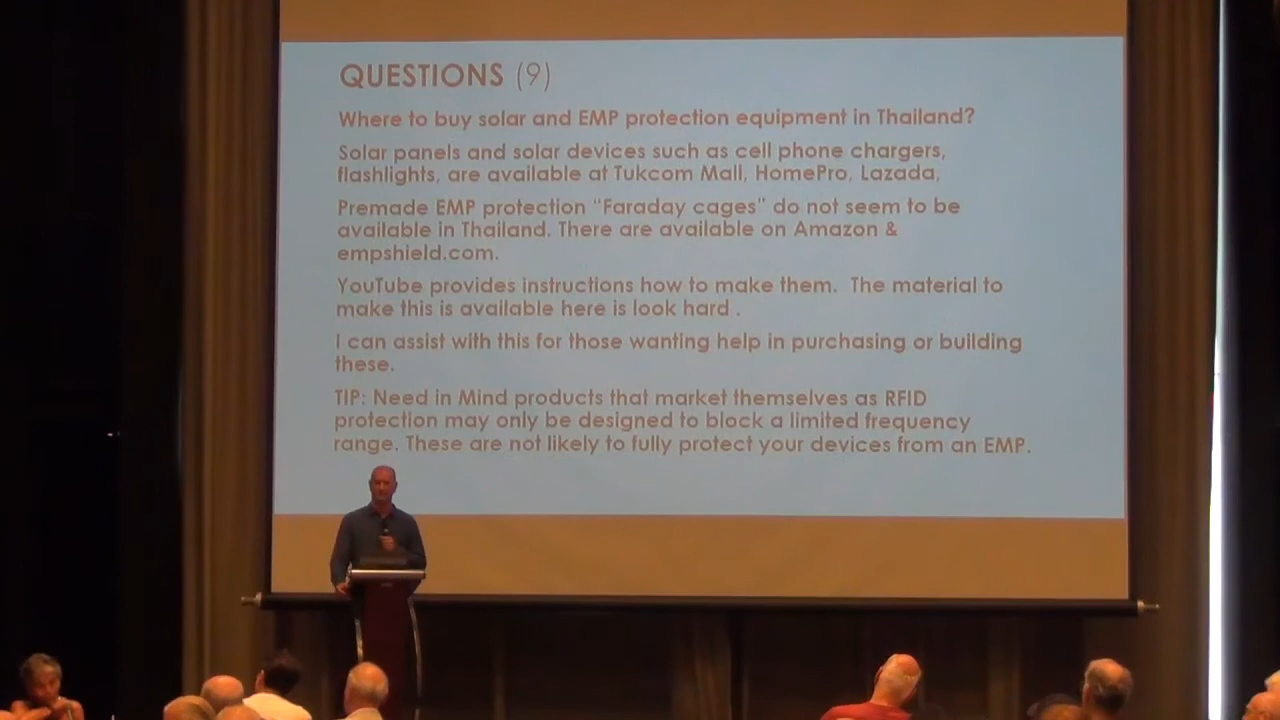 QUESTIONS (9)
Where to buy solar and EMP protection equipment in Thailand?
Solar panels and solar devices such as cell phone chargers,
flashlights, are available at Tukcom Mall, HomePro, Lazada,
Premade EMP protection “Faraday cages” do not seem to be
available in Thailand. There are available on Amazon &
empshield.com.
YouTube provides instructions how to make them. The material to
make this is available here is look hard .
I can assist with this for those wanting help in purchasing or building
these.
TIP: Need in Mind products that market themselves as RFID
protection may only be designed to block a limited frequency
range. These are not likely to fully protect your devices from an EMP.